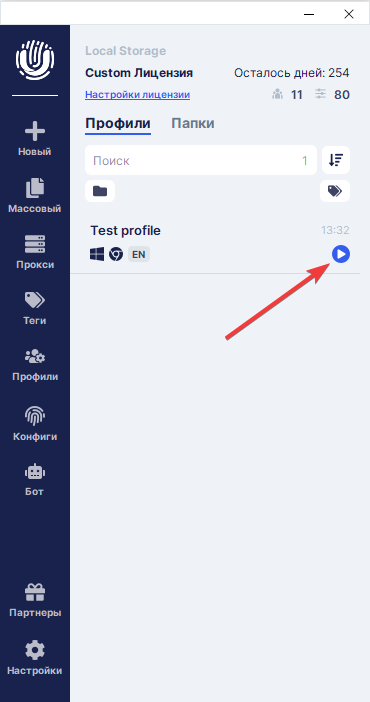 Local Storage
Custom Лицензия
Осталось дней: 254
Настройки лицензии
11
80
Профили
Папки
Поиск
1
Test profile
13:32
EN
Новый
Массовый
Прокси
Теги
Профили
Конфиги
Бот
Партнеры
Настройки